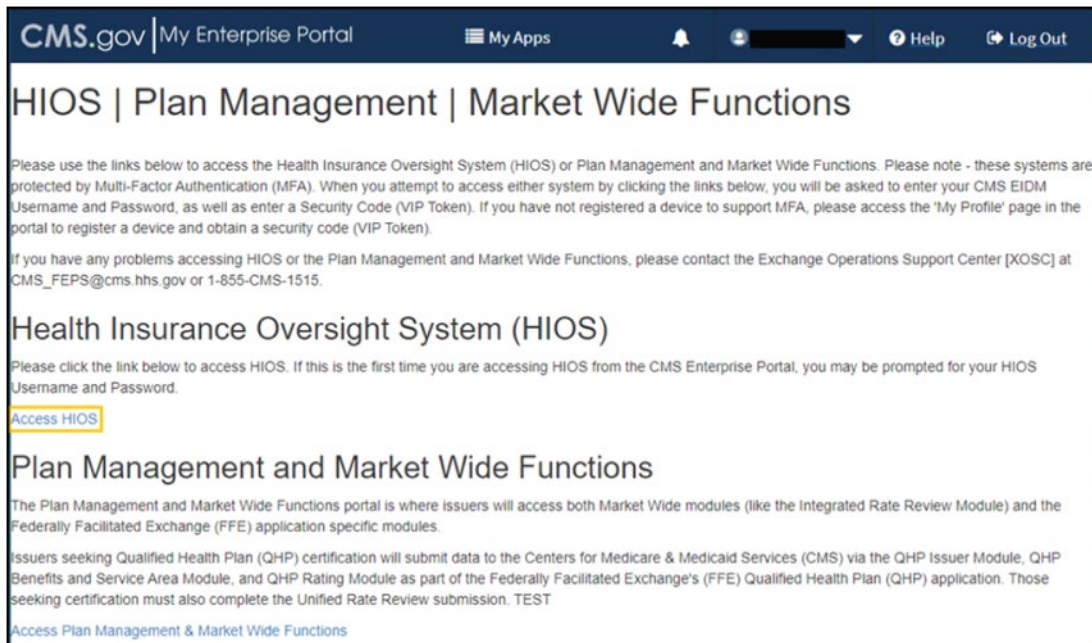 CMS.gov My Enterprise Portal My Apps Help Log Out
HIOS | Plan Management | Market Wide Functions
Please use the links below to access the Health Insurance Oversight System (HIOS) or Plan Management and Market Wide Functions. Please note - these systems are
protected by Multi-Factor Authentication (MFA). When you attempt to access either system by clicking the links below, you will be asked to enter your CMS EIDM
Username and Password, as well as enter a Security Code (VIP Token). If you have not registered a device to support MFA, please access the 'My Profile' page in the
portal to register a device and obtain a security code (VIP Token).
If you have any problems accessing HIOS or the Plan Management and Market Wide Functions, please contact the Exchange Operations Support Center [XOSC] at
CMS_FEPS@cms.hhs.gov or 1-855-CMS-1515.
Health Insurance Oversight System (HIOS)
Please click the link below to access HIOS. If this is the first time you are accessing HIOS from the CMS Enterprise Portal, you may be prompted for your HIOS
Username and Password.
Access HIOS
Plan Management and Market Wide Functions
The Plan Management and Market Wide Functions portal is where issuers will access both Market Wide modules (like the Integrated Rate Review Module) and the
Federally Facilitated Exchange (FFE) application specific modules.
Issuers seeking Qualified Health Plan (QHP) certification will submit data to the Centers for Medicare & Medicaid Services (CMS) via the QHP Issuer Module, QHP
Benefits and Service Area Module, and QHP Rating Module as part of the Federally Facilitated Exchange's (FFE) Qualified Health Plan (QHP) application. Those
seeking certification must also complete the Unified Rate Review submission. TEST
Access Plan Management & Market Wide Functions